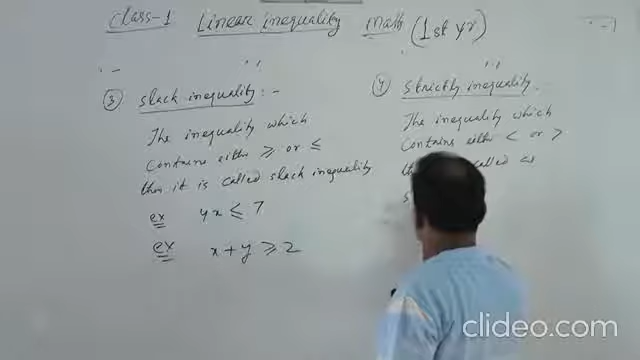 Class-1 Linear inequality math (1st yr)
③ Slack inequality :-
The inequality which
contains either ≥ or ≤
then it is called slack inequality
ex 4x ≤ 7
ex x + y ≥ 2
④ Strictly inequality :-
The inequality which
contains either < or >
called as
clideo.com